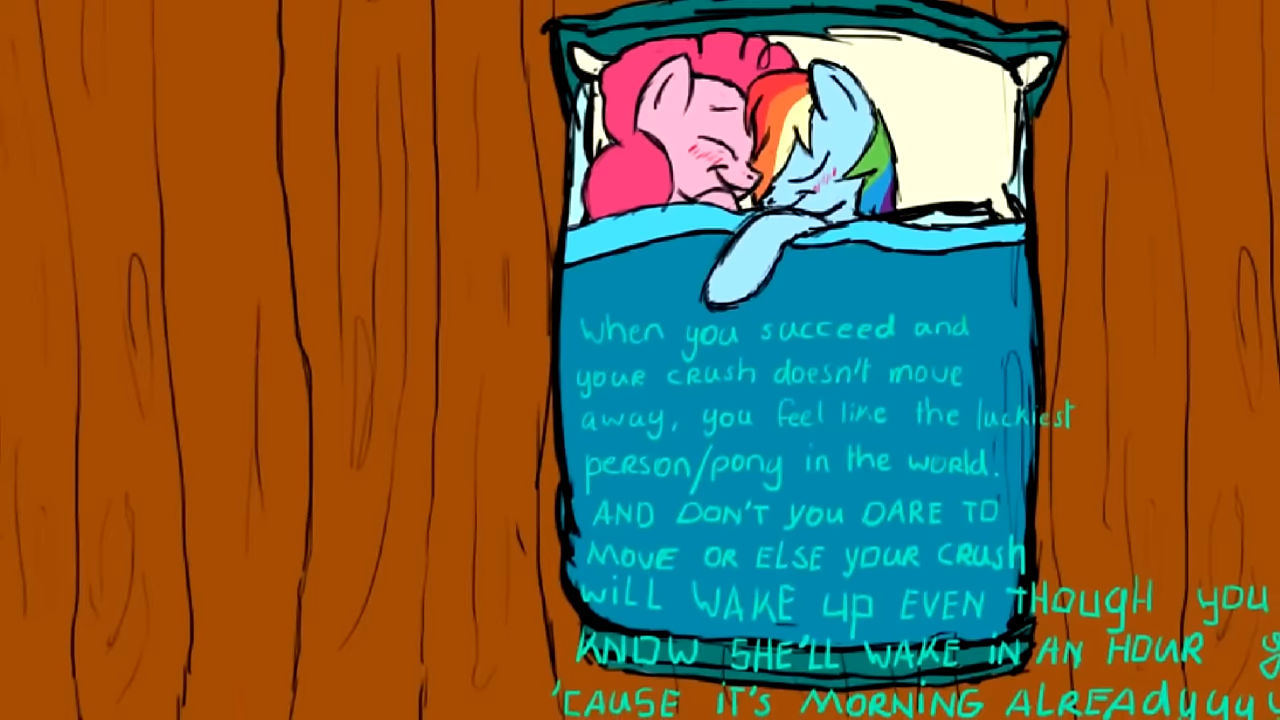 When you succeed and
your crush doesn't move
away, you feel like the luckiest
person/pony in the world.
AND DON'T you DARE TO
MOVE OR ELSE yOUR CRUSh
WiLL WAKE up EVEN THOUGH you
KNOW SHE'LL WAKE iN AN HOUR y
'CAUSE iT'S MORNING ALREAdyyyy